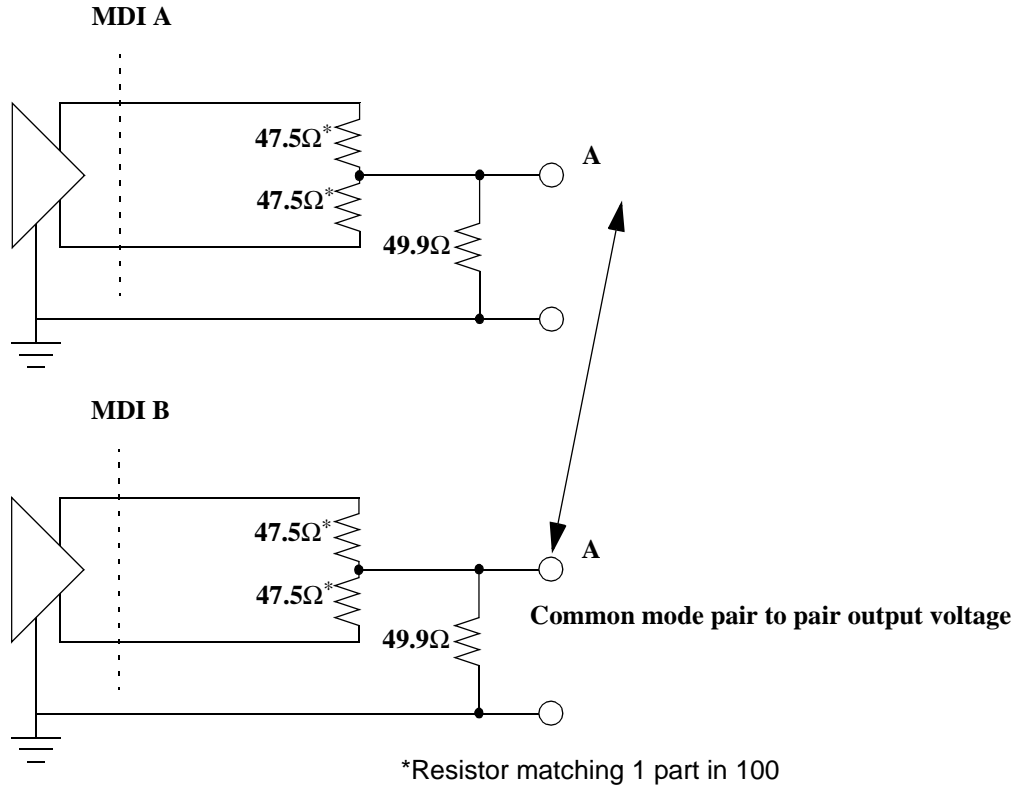 MDI A
47.5Ω*
A
47.5Ω*
49.9Ω
MDI B
47.5Ω*
A
47.5Ω*
Common mode pair to pair output voltage
49.9Ω
*Resistor matching 1 part in 100